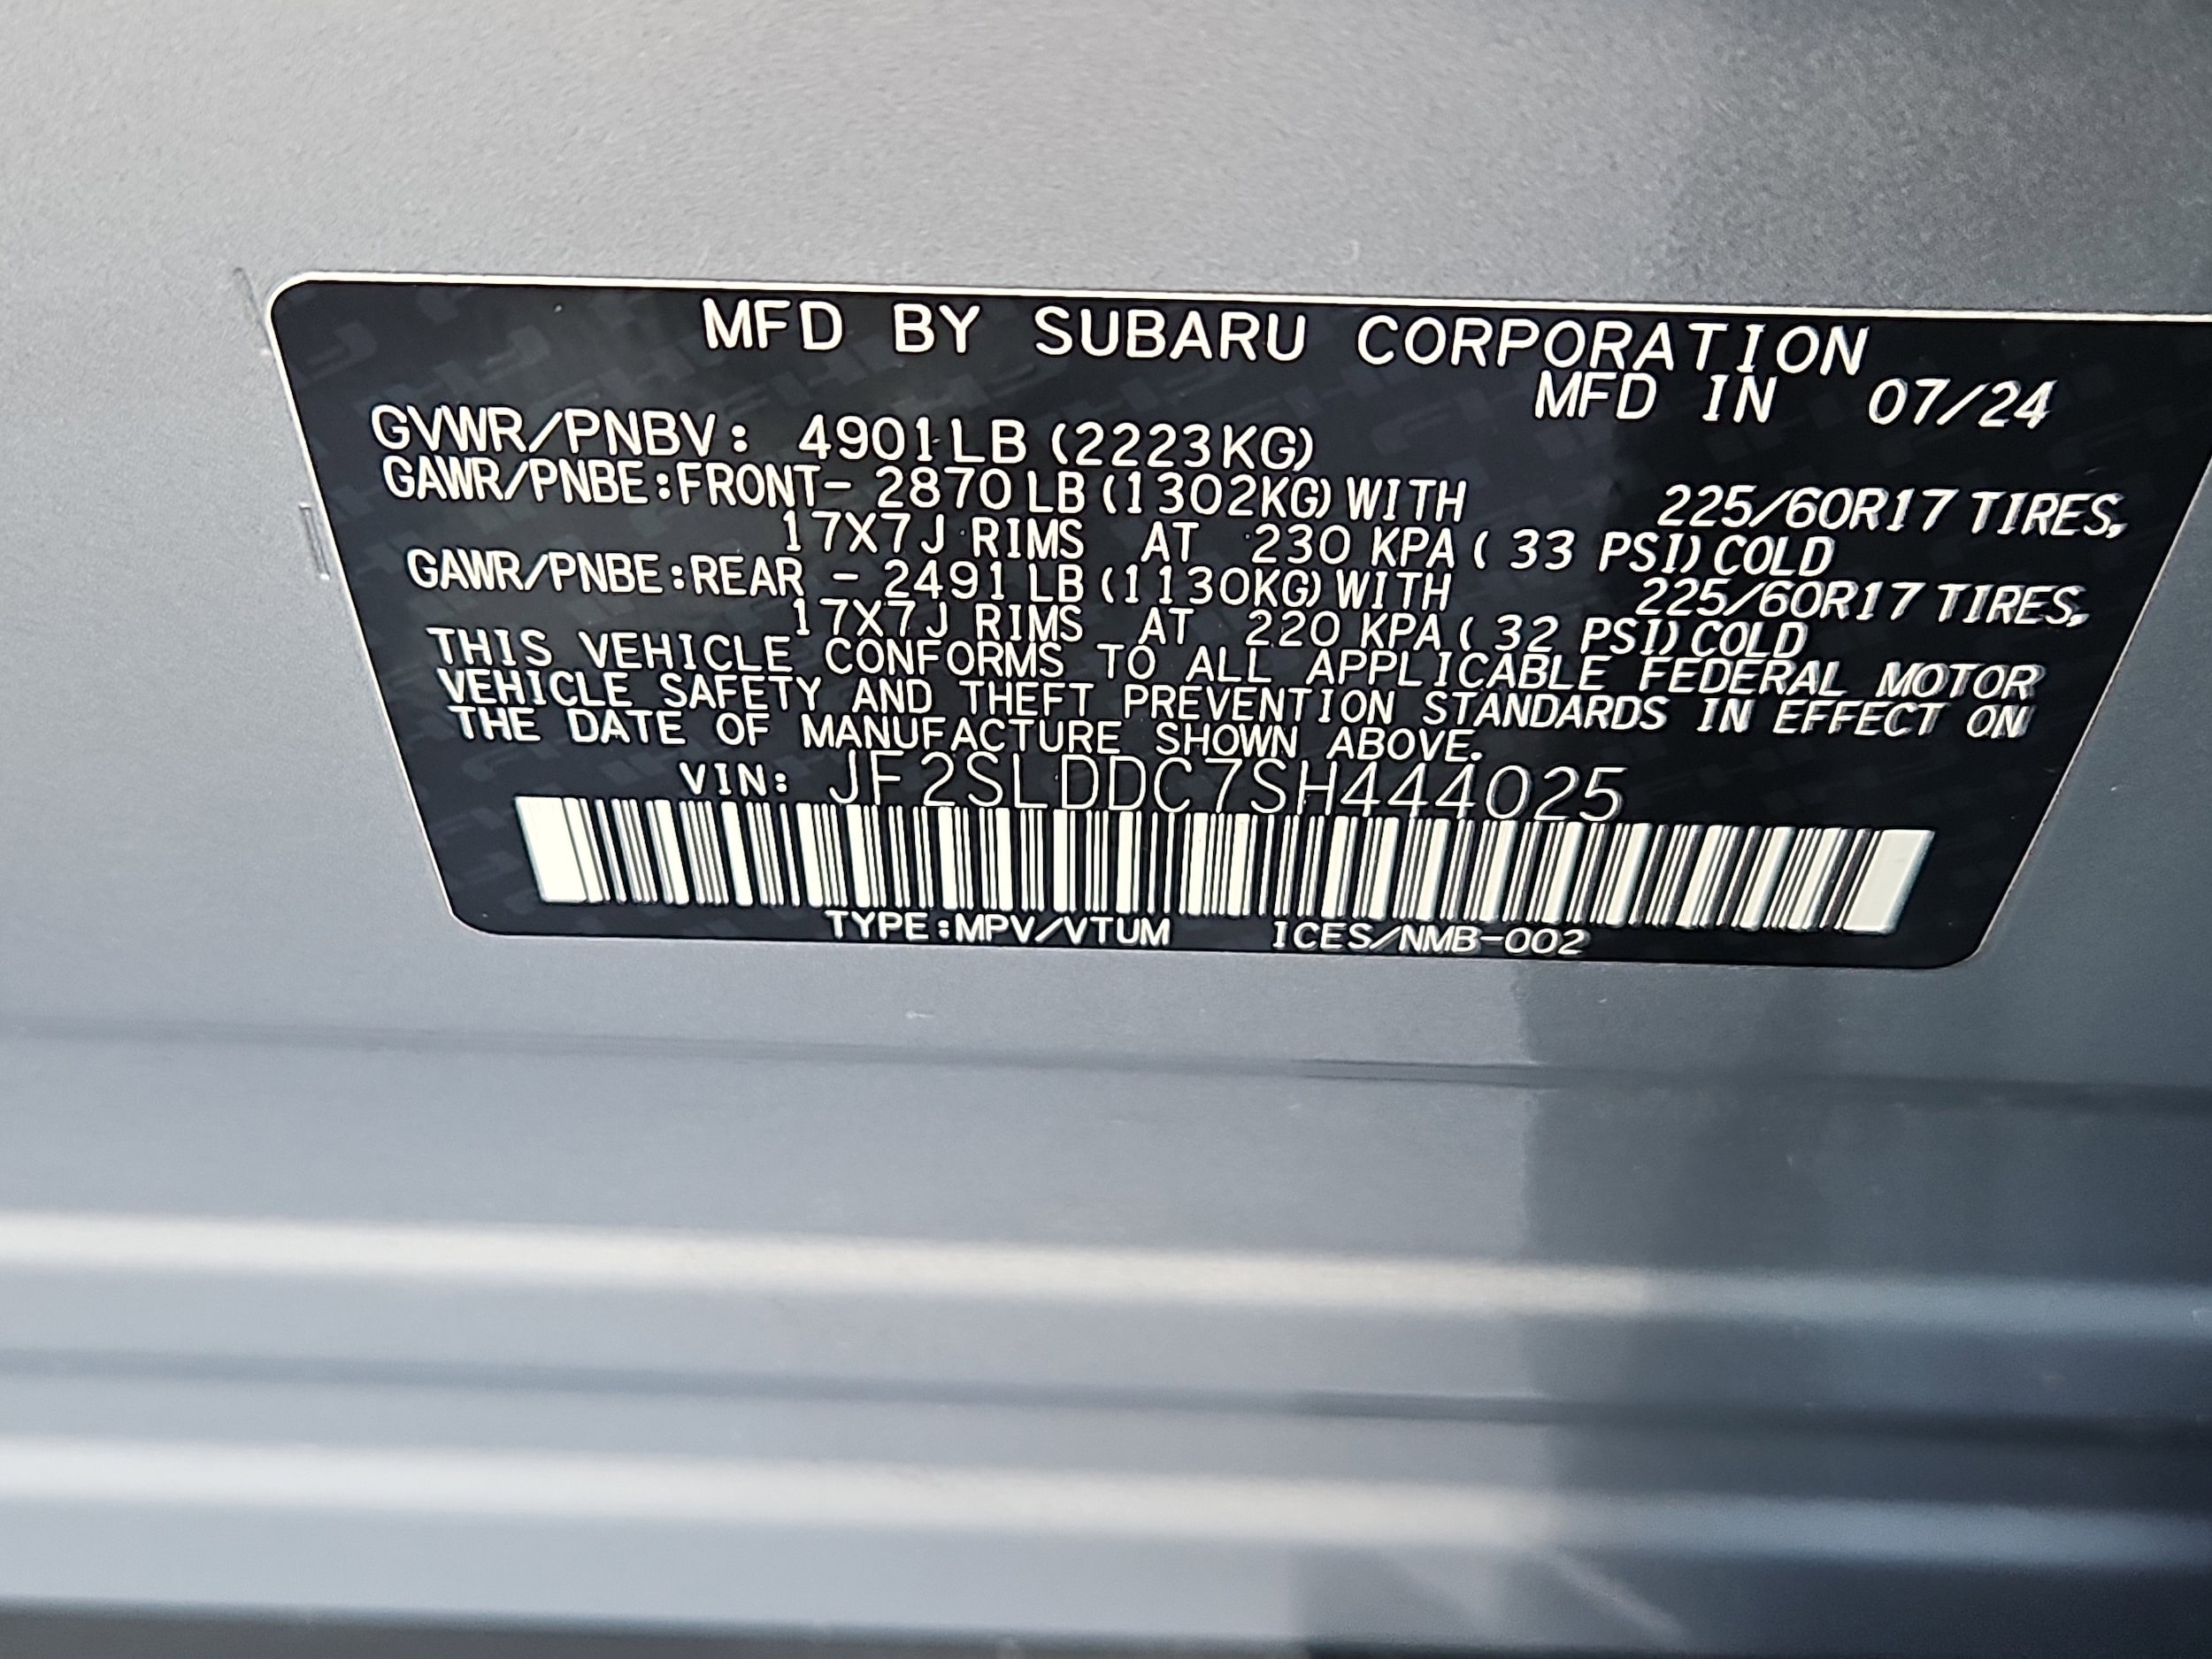 MFD BY SUBARU CORPORATION
MFD IN 07/24
GVWR/PNBV: 4901LB (2223KG)
GAWR/PNBE:FRONT- 2870LB(1302KG)WITH 225/60R17 TIRES,
17X7J RIMS AT 230 KPA( 33 PSI)COLD
GAWR/PNBE:REAR - 2491LB(1130KG)WITH 225/60R17 TIRES,
17X7J RIMS AT 220 KPA( 32 PSI)COLD
THIS VEHICLE CONFORMS TO ALL APPLICABLE FEDERAL MOTOR
VEHICLE SAFETY AND THEFT PREVENTION STANDARDS IN EFFECT ON
THE DATE OF MANUFACTURE SHOWN ABOVE.
VIN: JF2SLDDC7SH444025
TYPE:MPV/VTUM ICES/NMB-002